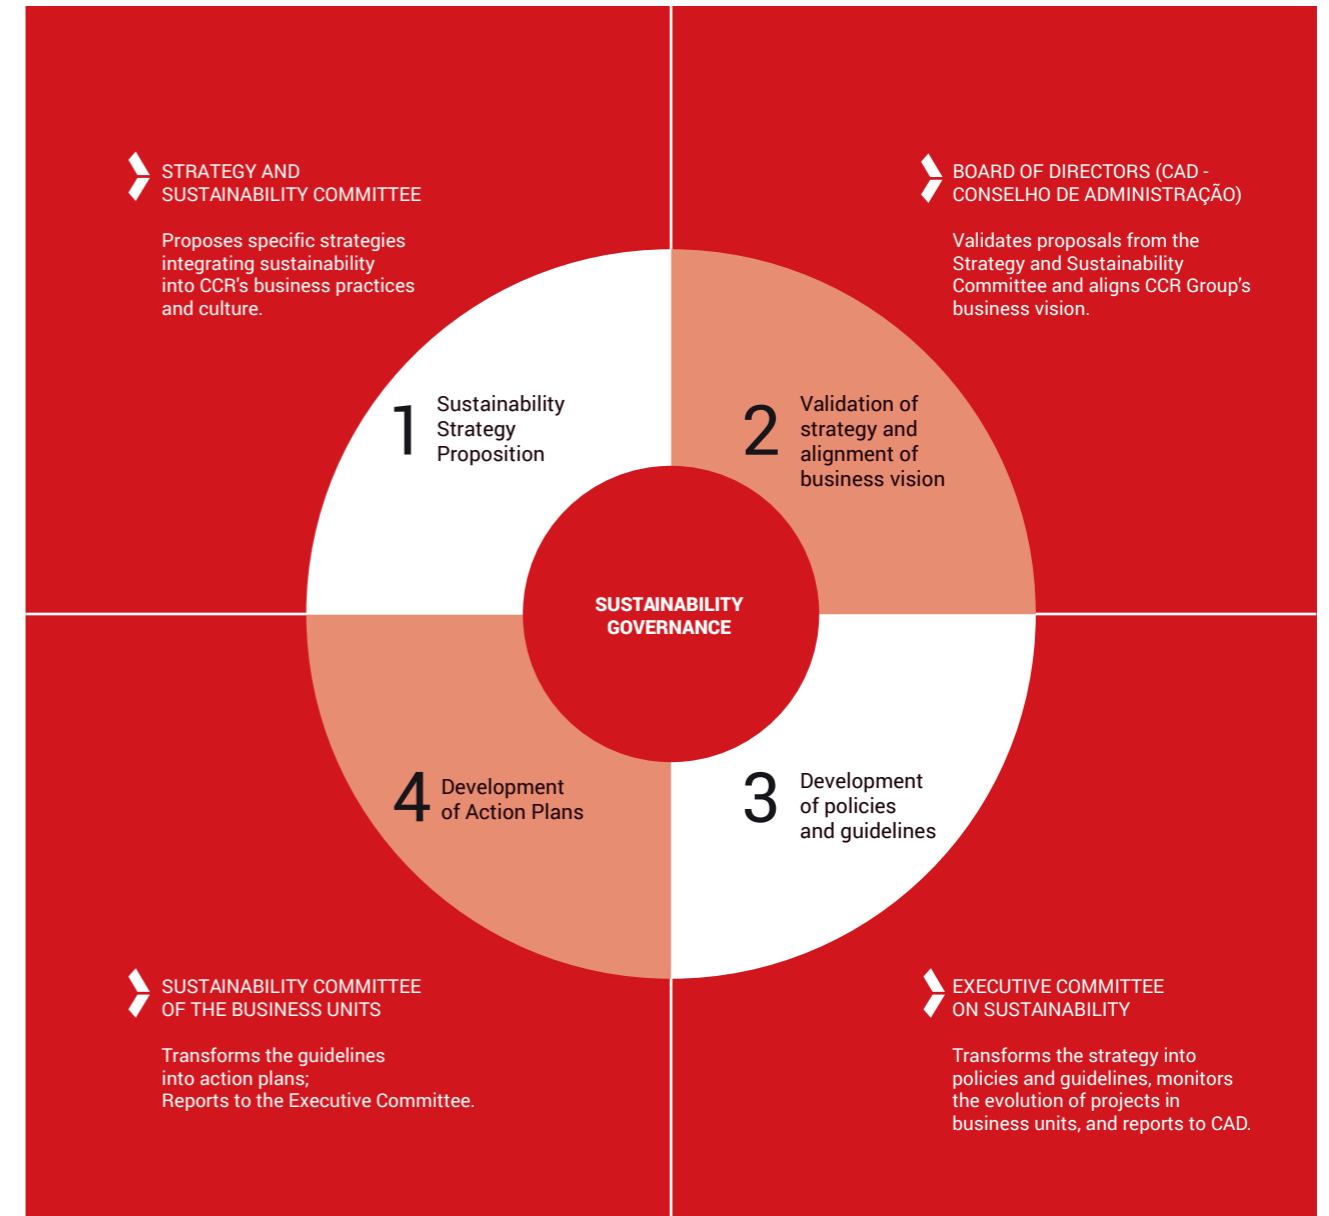 STRATEGY AND
SUSTAINABILITY COMMITTEE
Proposes specific strategies
integrating sustainability
into CCR's business practices
and culture.
BOARD OF DIRECTORS (CAD -
CONSELHO DE ADMINISTRAÇÃO)
Validates proposals from the
Strategy and Sustainability
Committee and aligns CCR Group's
business vision.
1
Sustainability
Strategy
Proposition
2
Validation of
strategy and
alignment of
business vision
SUSTAINABILITY
GOVERNANCE
4
Development
of Action Plans
3
Development
of policies
and guidelines
SUSTAINABILITY COMMITTEE
OF THE BUSINESS UNITS
Transforms the guidelines
into action plans;
Reports to the Executive Committee.
EXECUTIVE COMMITTEE
ON SUSTAINABILITY
Transforms the strategy into
policies and guidelines, monitors
the evolution of projects in
business units, and reports to CAD.